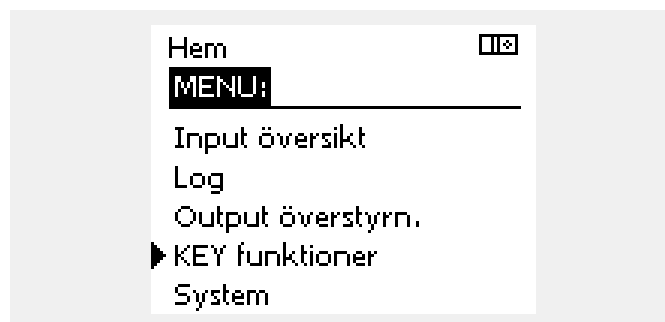 Hem
MENU:
Input översikt
Log
Output överstyrn.
KEY funktioner
System